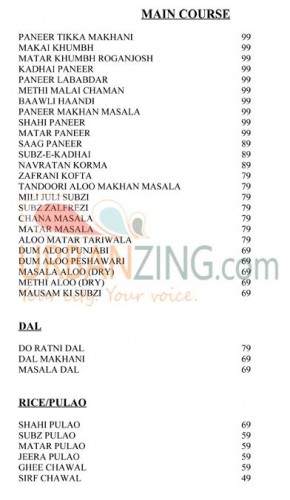 MAIN COURSE
PANEER TIKKA MAKHANI 99
MAKAI KHUMBH 99
MATAR KHUMBH ROGANJOSH 99
KADHAI PANEER 99
PANEER LABABDAR 99
METHI MALAI CHAMAN 99
BAAWLI HAANDI 99
PANEER MAKHAN MASALA 99
SHAHI PANEER 99
MATAR PANEER 99
SAAG PANEER 89
SUBZ-E-KADHAI 89
NAVRATAN KORMA 79
ZAFRANI KOFTA 79
TANDOORI ALOO MAKHAN MASALA 79
MILI JULI SUBZI 79
SUBZ ZALFREZI 79
CHANA MASALA 79
MATAR MASALA 79
ALOO MATAR TARIWALA 79
DUM ALOO PUNJABI 69
DUM ALOO PESHAWARI 69
MASALA ALOO (DRY) 69
METHI ALOO (DRY) 69
MAUSAM KI SUBZI 69
URBANZING.com
Your city. Your voice.
DAL
DO RATNI DAL 79
DAL MAKHANI 69
MASALA DAL 69
RICE/PULAO
SHAHI PULAO 69
SUBZ PULAO 59
MATAR PULAO 59
JEERA PULAO 59
GHEE CHAWAL 59
SIRF CHAWAL 49